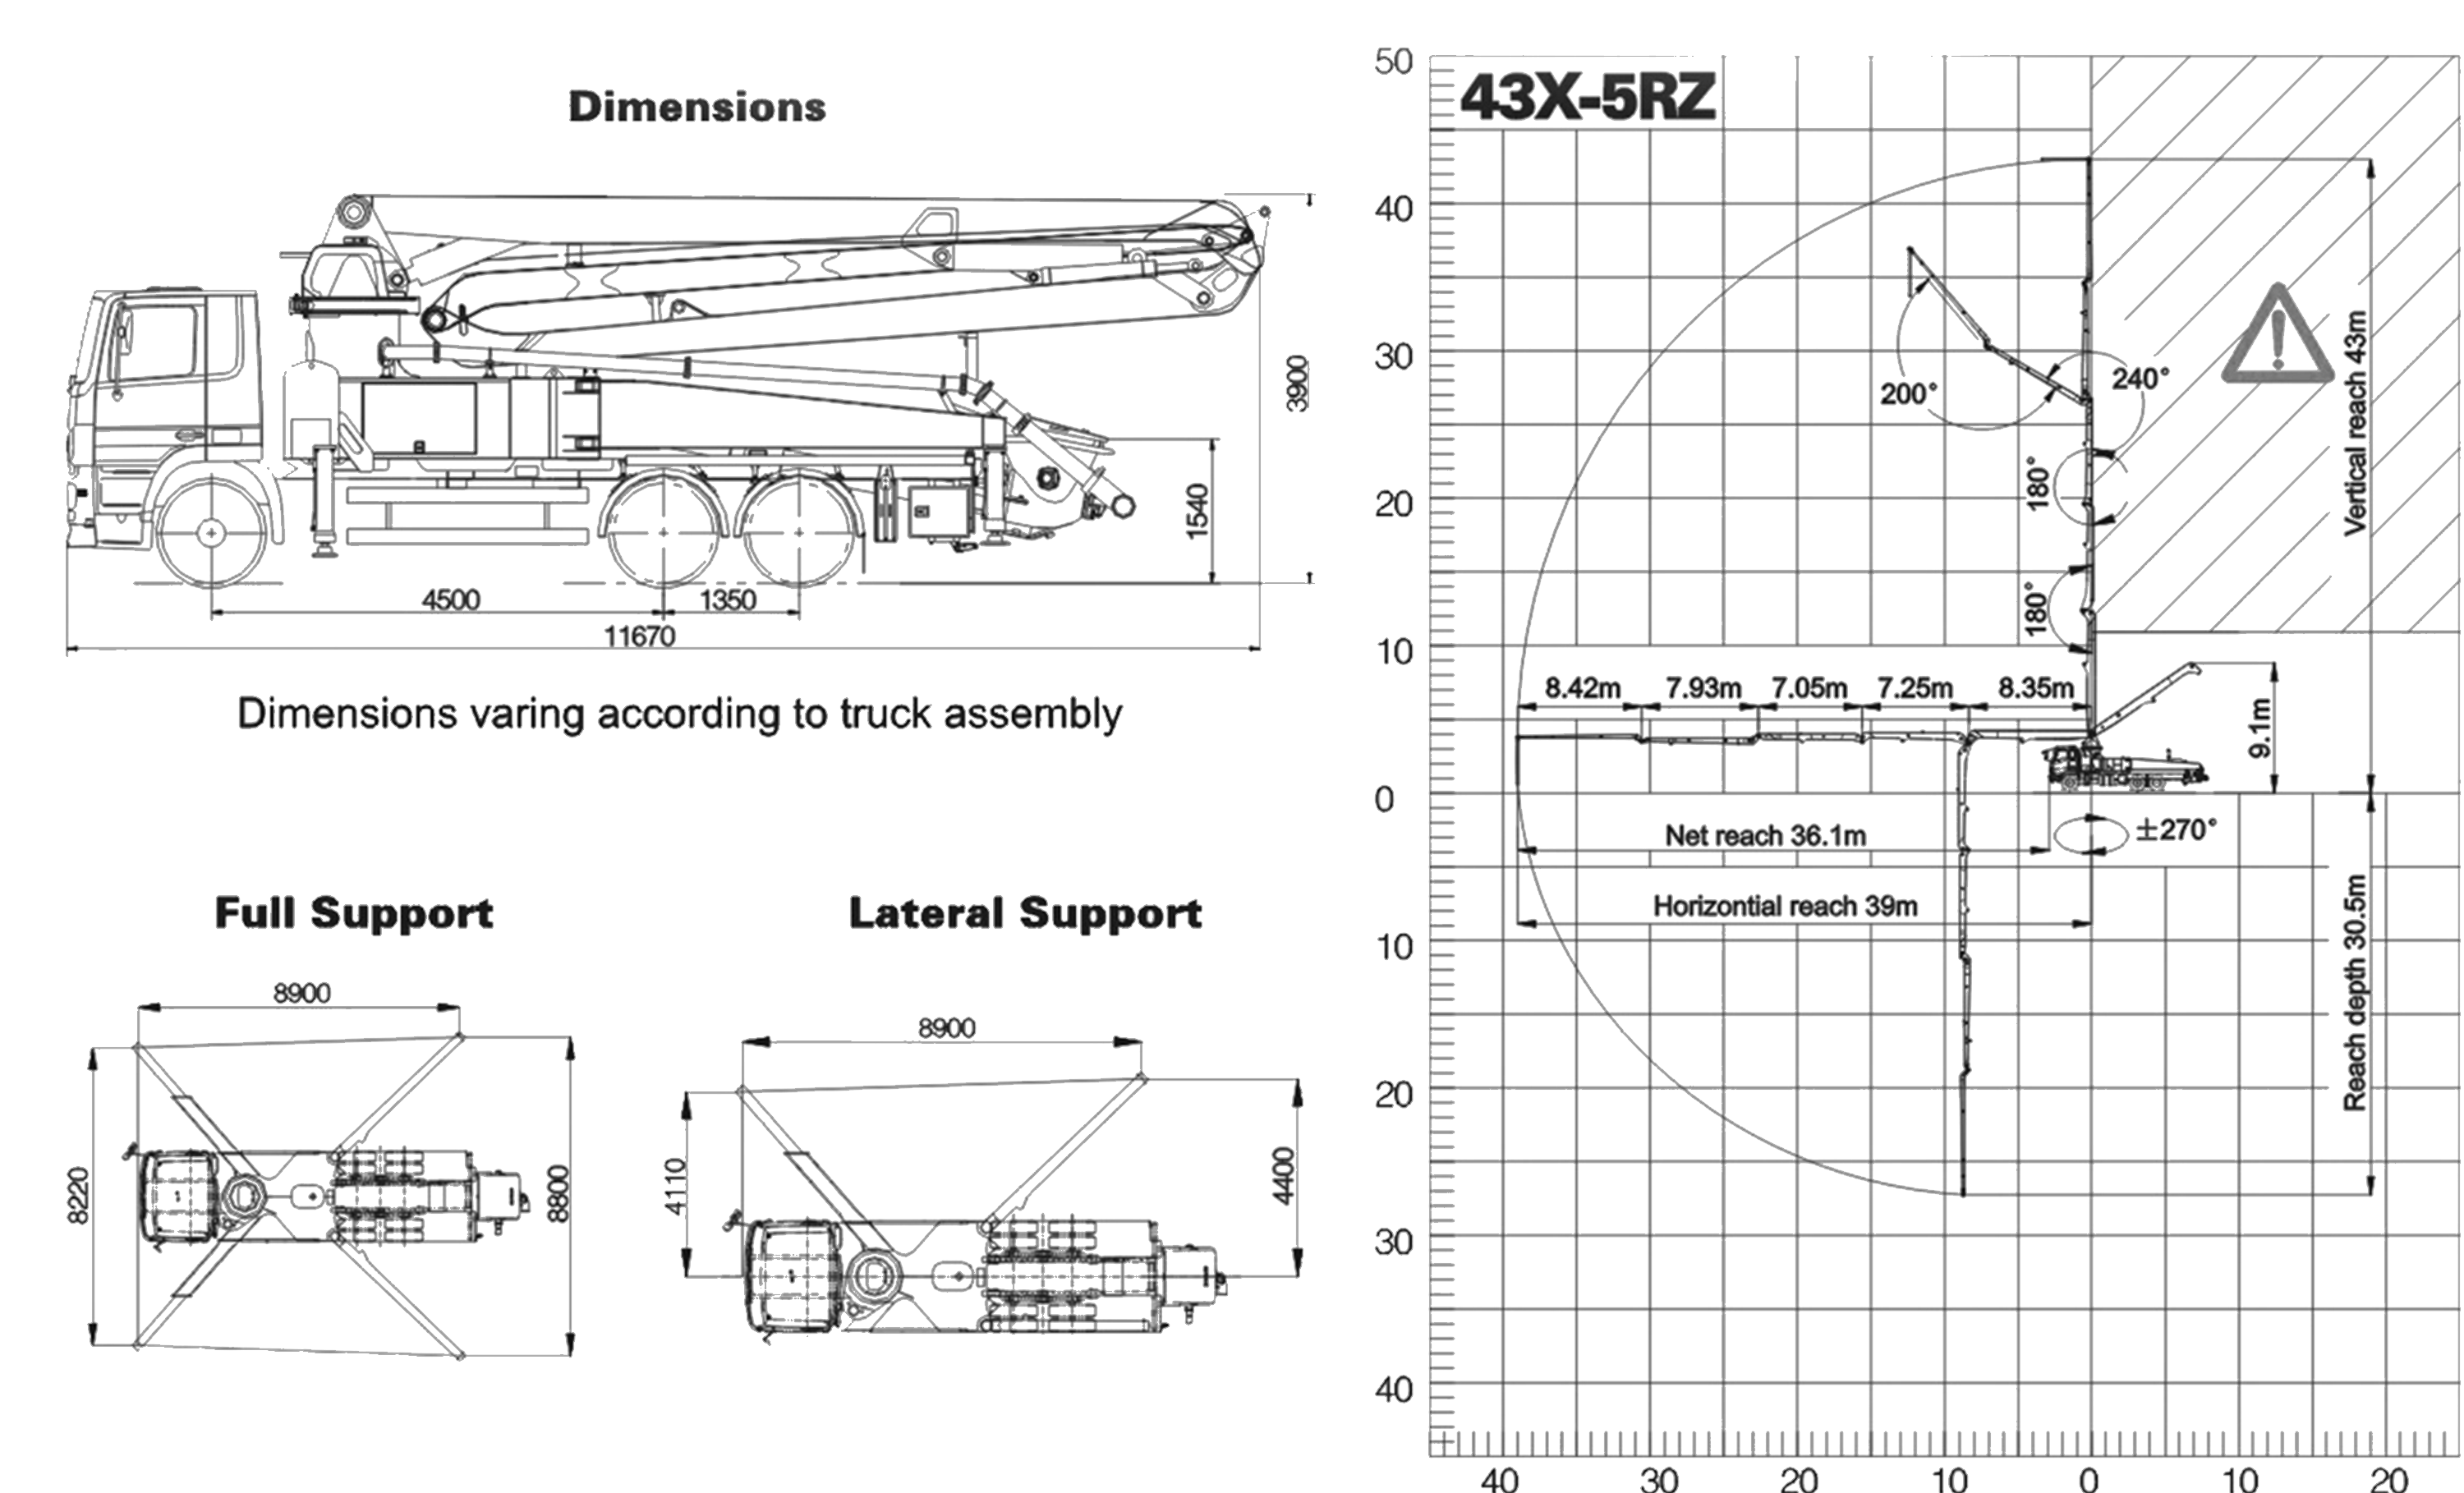 Dimensions
3900
1540
4500
1350
11670
Dimensions varing according to truck assembly
Full Support
8900
8220
8800
Lateral Support
8900
4110
4400
43X-5RZ
50
40
30
20
10
0
10
20
30
40
40
30
20
10
0
10
20
200°
240°
180°
180°
Vertical reach 43m
8.42m
7.93m
7.05m
7.25m
8.35m
9.1m
Net reach 36.1m
±270°
Horizontial reach 39m
Reach depth 30.5m